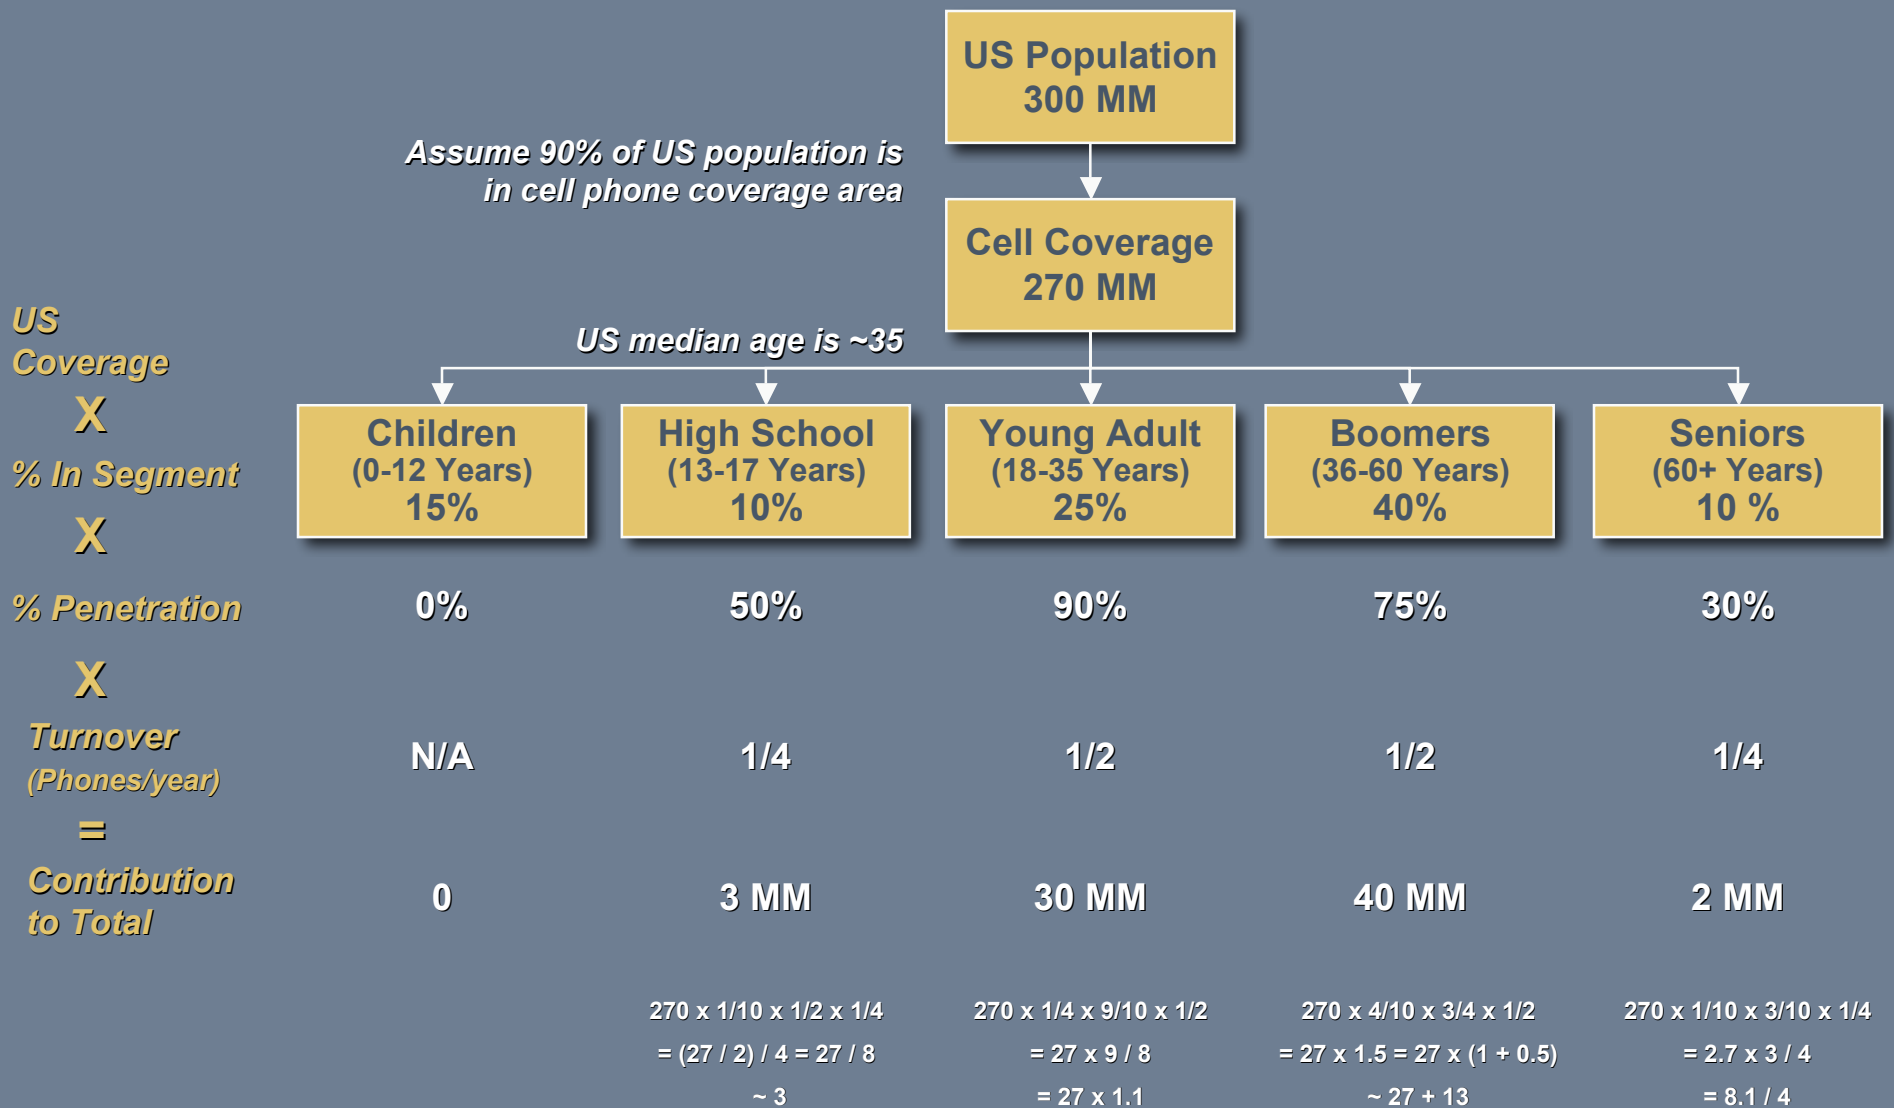 US Population
300 MM
Assume 90% of US population is
in cell phone coverage area
Cell Coverage
270 MM
US median age is ~35
US
Coverage
X
% In Segment
X
% Penetration
X
Turnover
(Phones/year)
=
Contribution
to Total
Children
(0-12 Years)
15%
High School
(13-17 Years)
10%
Young Adult
(18-35 Years)
25%
Boomers
(36-60 Years)
40%
Seniors
(60+ Years)
10 %
0%
50%
90%
75%
30%
N/A
1/4
1/2
1/2
1/4
0
3 MM
30 MM
40 MM
2 MM
270 x 1/10 x 1/2 x 1/4
= (27 / 2) / 4 = 27 / 8
~ 3
270 x 1/4 x 9/10 x 1/2
= 27 x 9 / 8
= 27 x 1.1
270 x 4/10 x 3/4 x 1/2
= 27 x 1.5 = 27 x (1 + 0.5)
~ 27 + 13
270 x 1/10 x 3/10 x 1/4
= 2.7 x 3 / 4
= 8.1 / 4